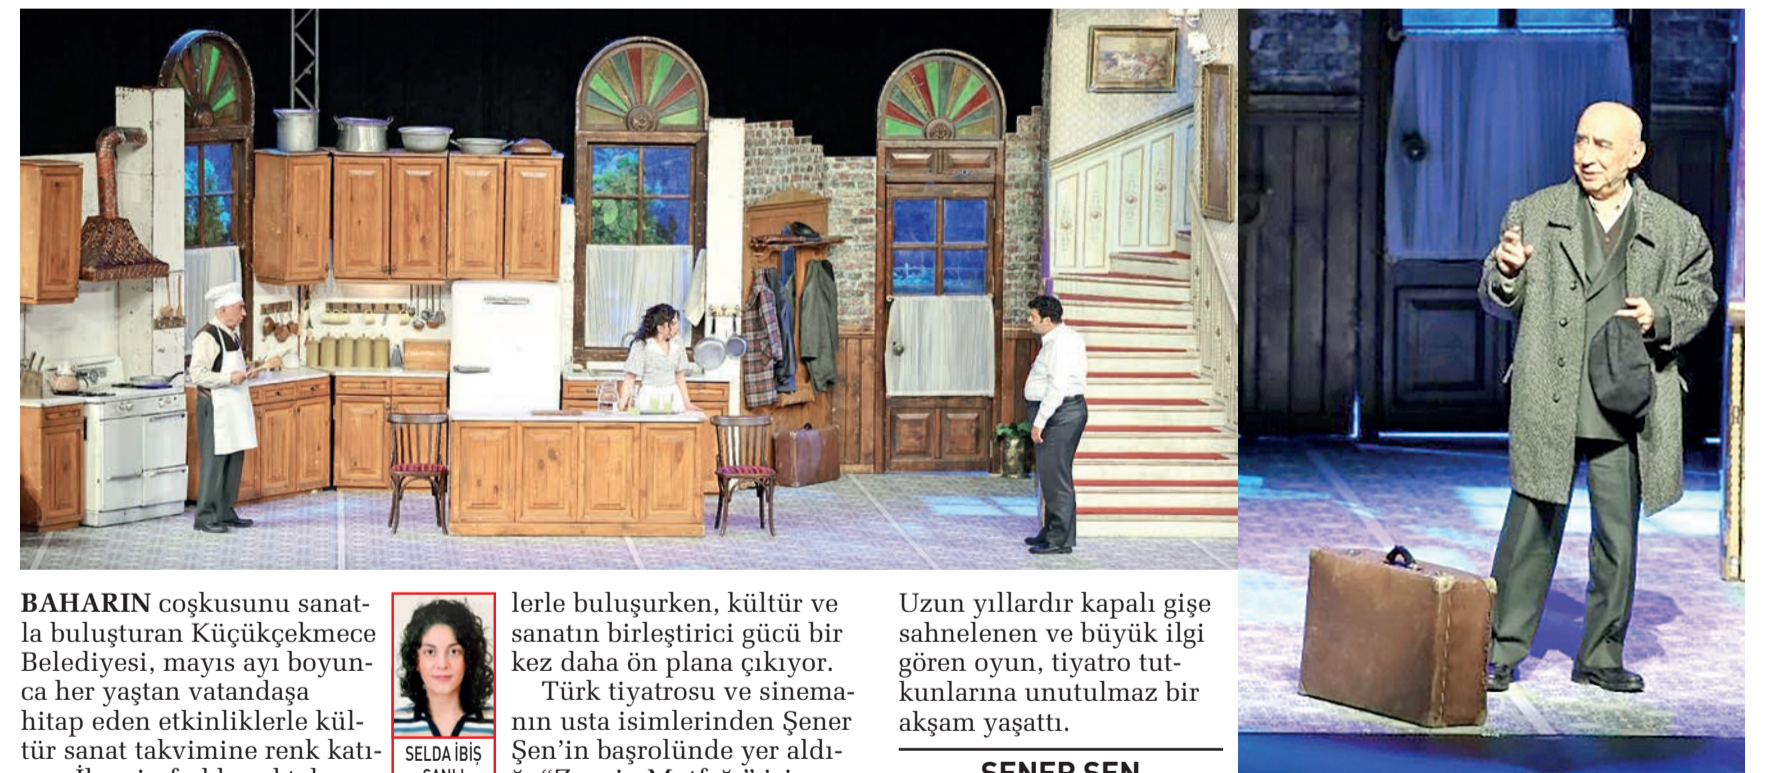 BAHARIN coşkusunu sanat-
la buluşturan Küçükçekmece
Belediyesi, mayıs ayı boyun-
ca her yaştan vatandaşa
hitap eden etkinliklerle kül-
tür sanat takvimine renk katı-
SELDA İBİŞ
lerle buluşurken, kültür ve
sanatın birleştirici gücü bir
kez daha ön plana çıkıyor.
Türk tiyatrosu ve sinema-
nın usta isimlerinden Şener
Şen’in başrolünde yer aldı-
Uzun yıllardır kapalı gişe
sahnelenen ve büyük ilgi
gören oyun, tiyatro tut-
kunlarına unutulmaz bir
akşam yaşattı.